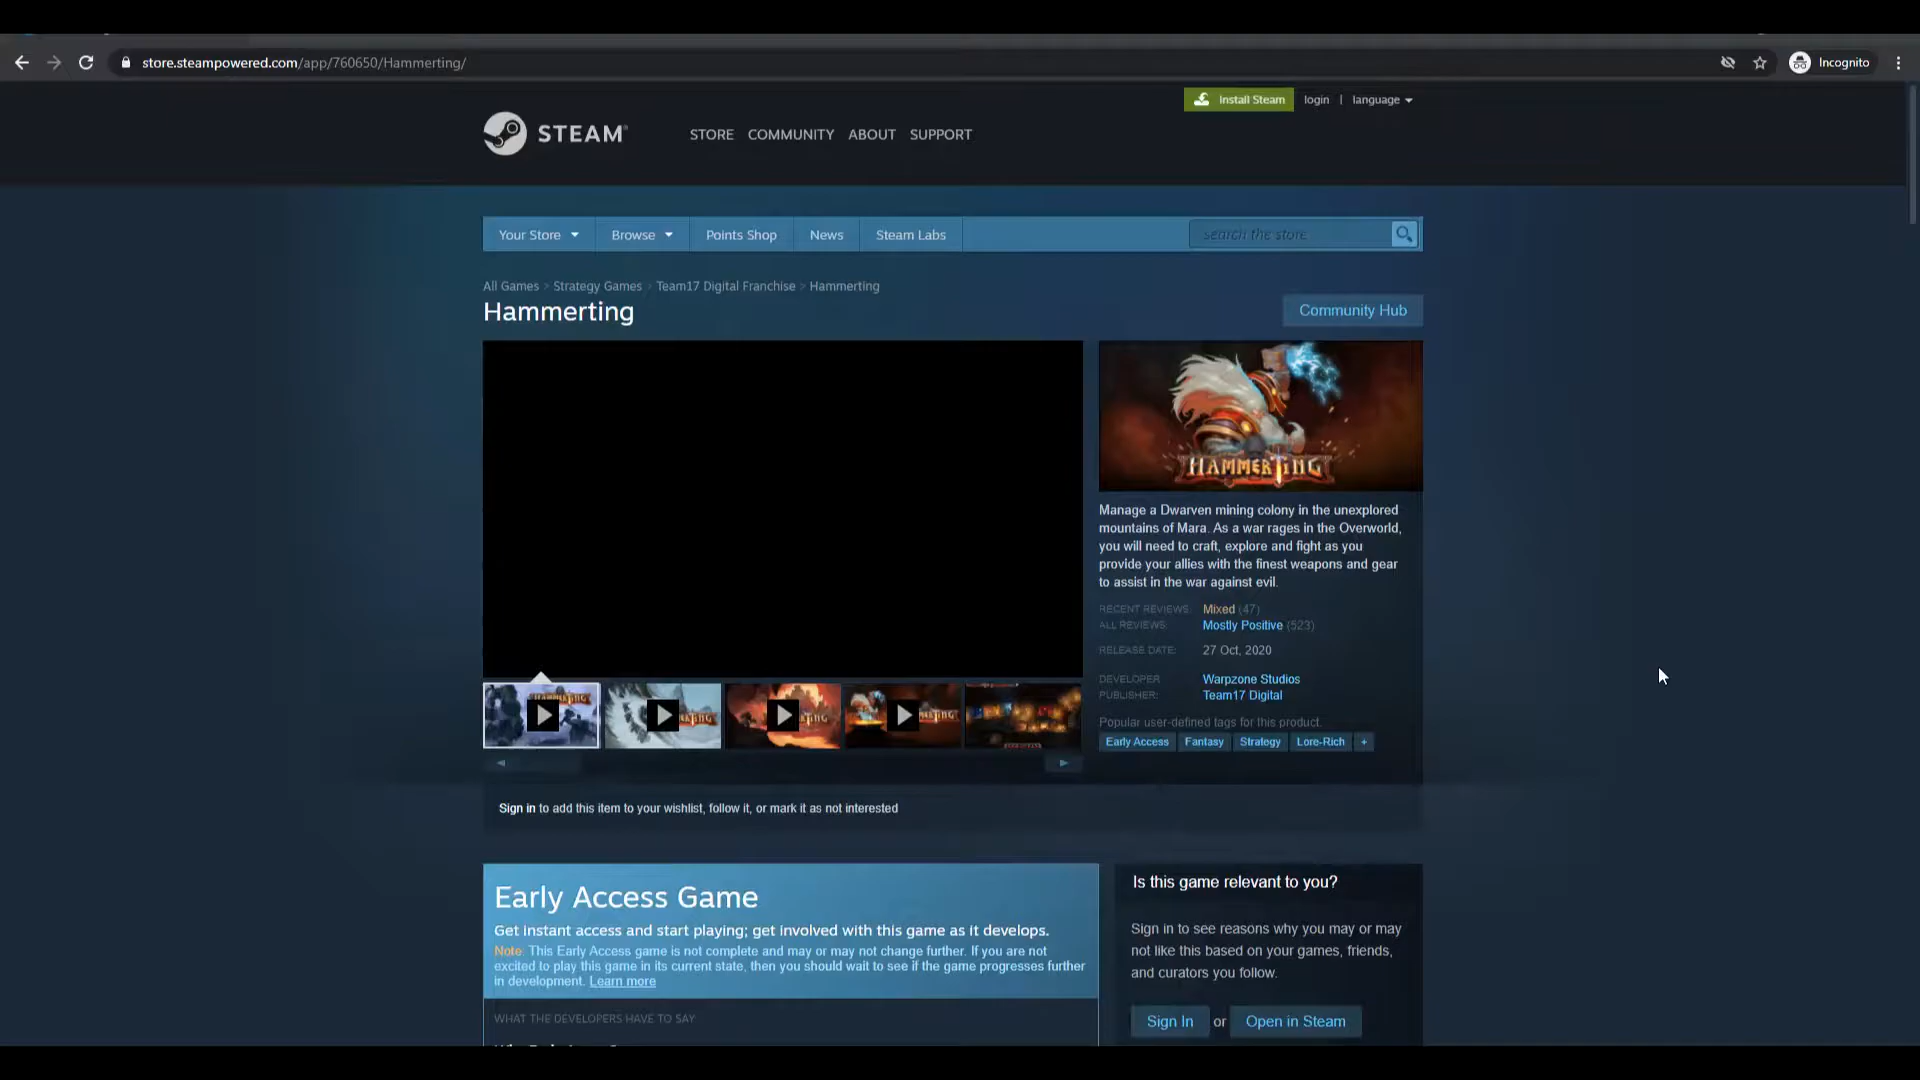 store.steampowered.com/app/760650/Hammerting/
Incognito
Install Steam login | language
STEAM
STORE COMMUNITY ABOUT SUPPORT
Your Store Browse Points Shop News Steam Labs search the store
All Games > Strategy Games > Team17 Digital Franchise > Hammerting
Hammerting
Community Hub
HAMMERTING
Manage a Dwarven mining colony in the unexplored
mountains of Mara. As a war rages in the Overworld,
you will need to craft, explore and fight as you
provide your allies with the finest weapons and gear
to assist in the war against evil.
RECENT REVIEWS: Mixed (47)
ALL REVIEWS: Mostly Positive (523)
RELEASE DATE: 27 Oct, 2020
DEVELOPER: Warpzone Studios
PUBLISHER: Team17 Digital
Popular user-defined tags for this product:
Early Access Fantasy Strategy Lore-Rich +
Sign in to add this item to your wishlist, follow it, or mark it as not interested
Early Access Game
Get instant access and start playing; get involved with this game as it develops.
Note: This Early Access game is not complete and may or may not change further. If you are not
excited to play this game in its current state, then you should wait to see if the game progresses further
in development. Learn more
WHAT THE DEVELOPERS HAVE TO SAY:
Is this game relevant to you?
Sign in to see reasons why you may or may
not like this based on your games, friends,
and curators you follow.
Sign In or Open in Steam